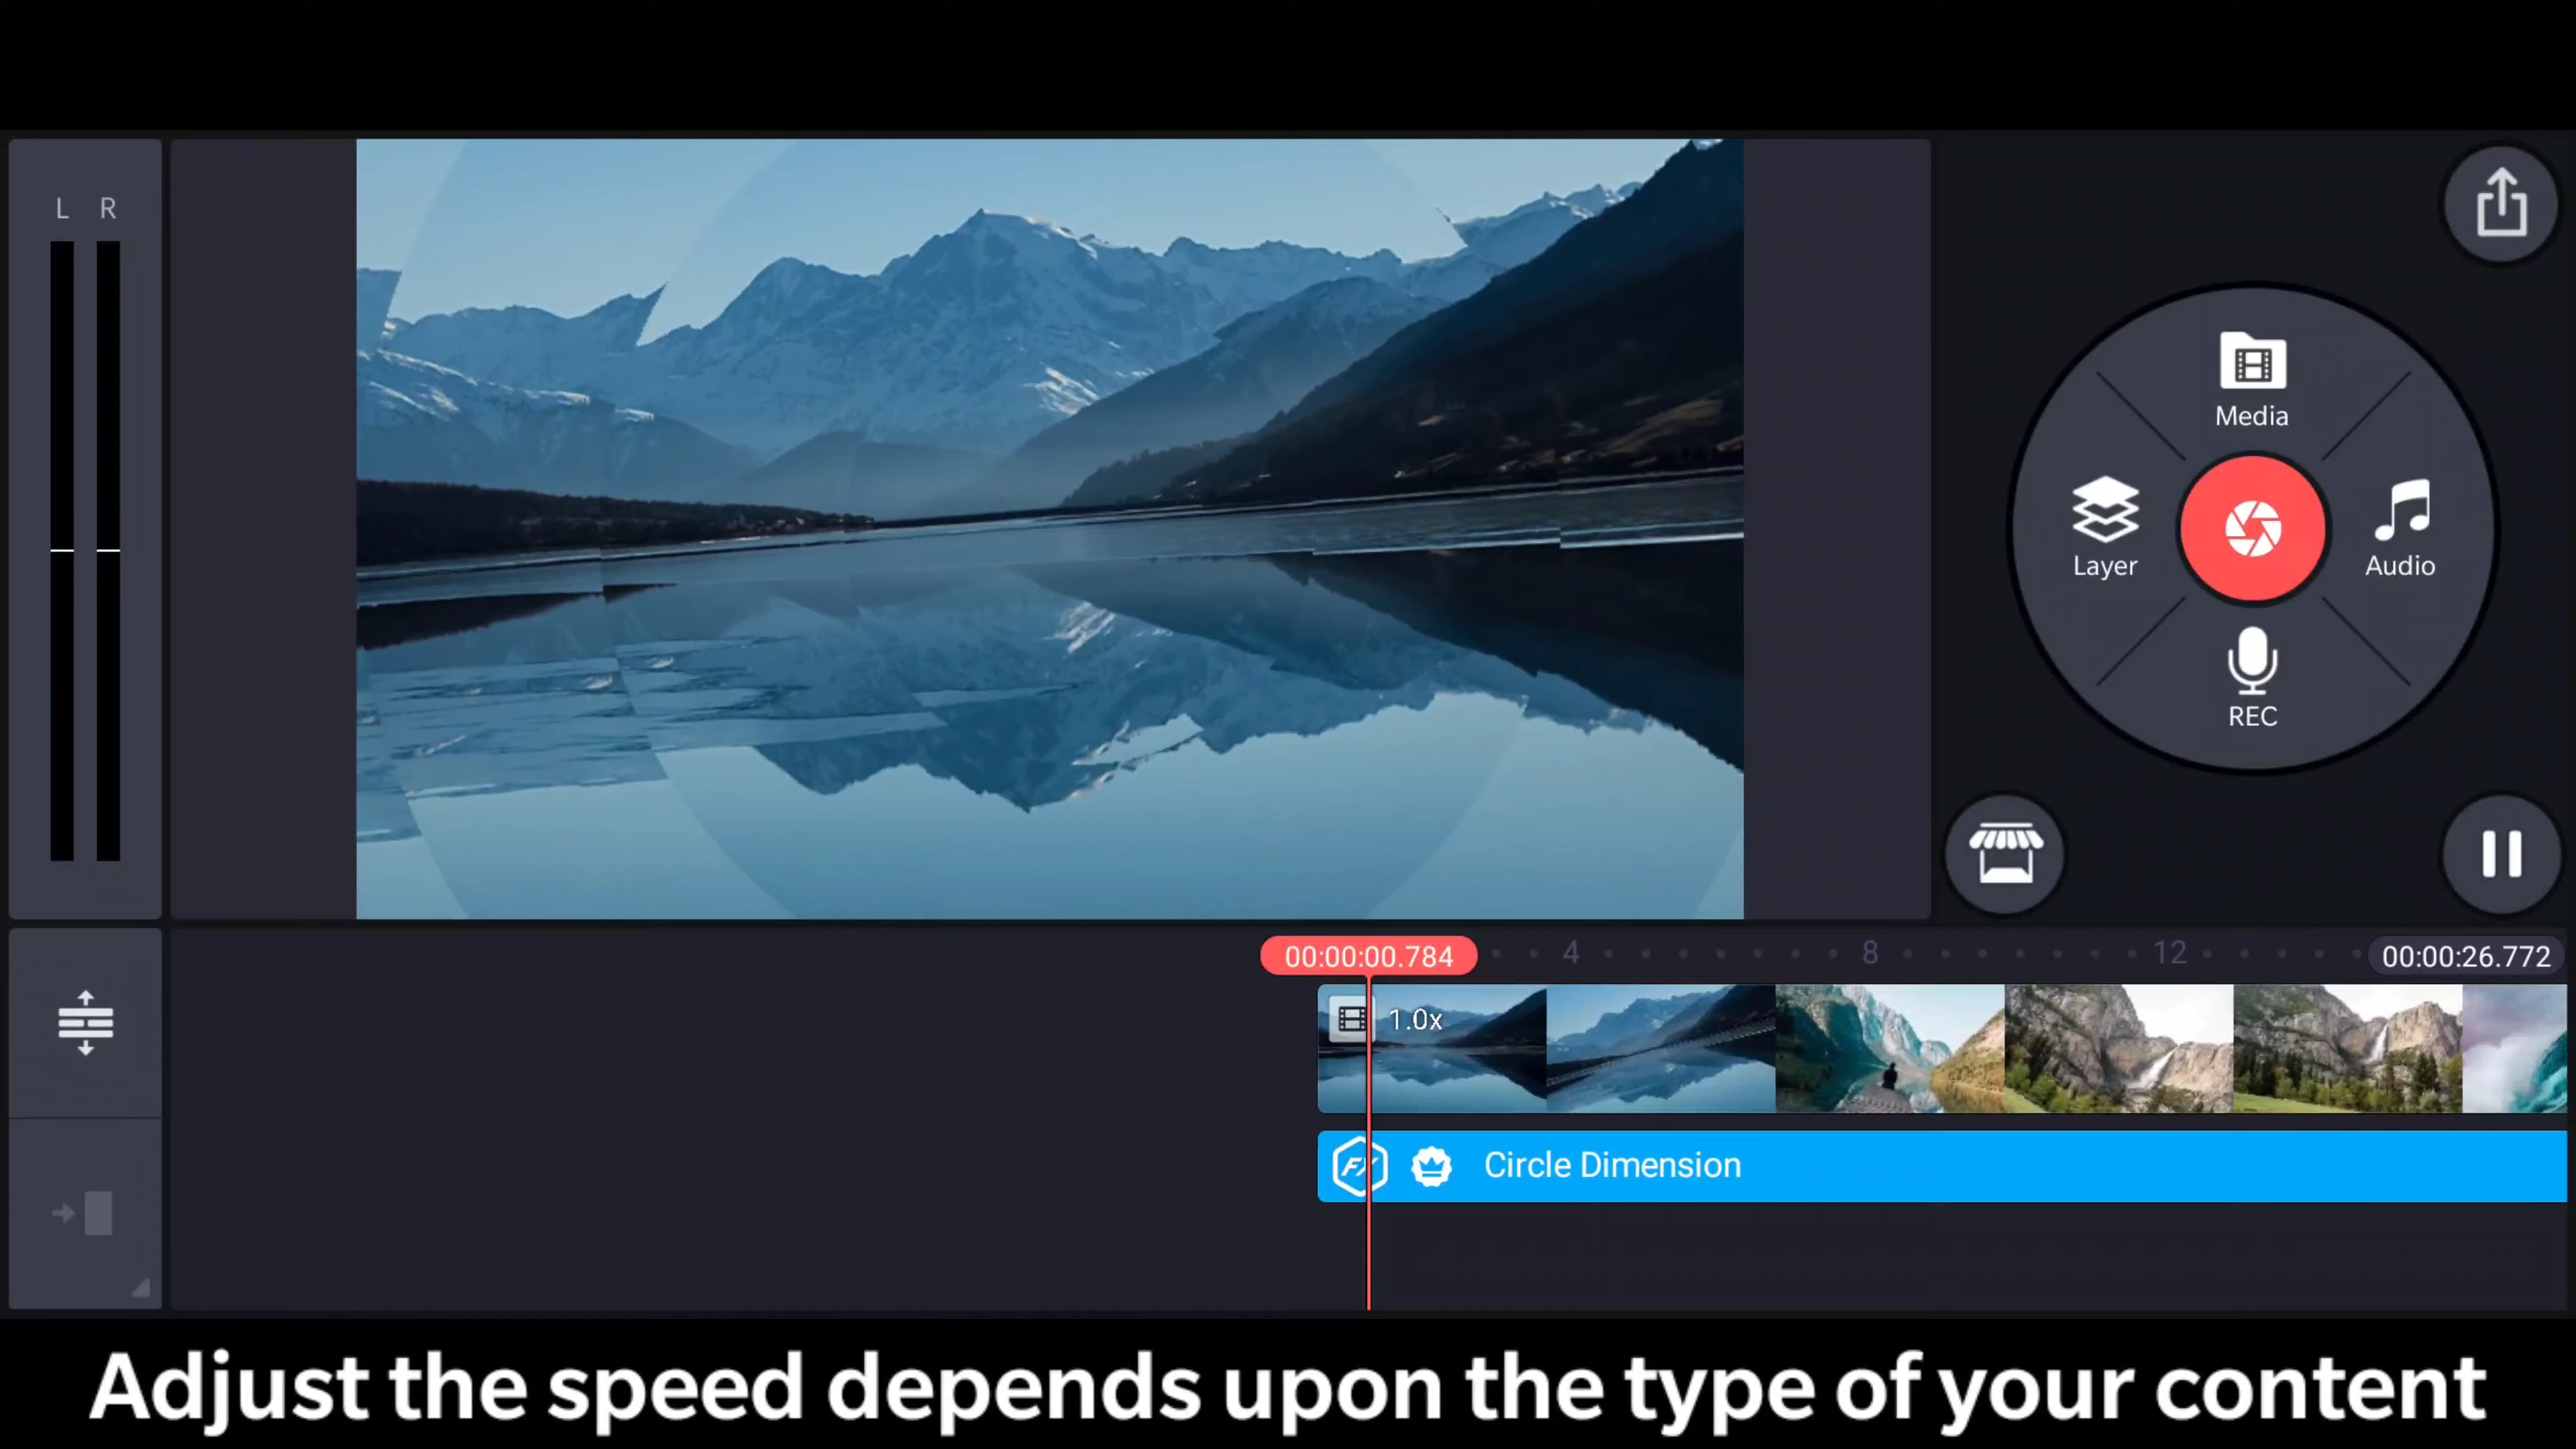 L R
Media
Layer
Audio
REC
00:00:00.784 4 8 12 00:00:26.772
1.0x
FX Circle Dimension
Adjust the speed depends upon the type of your content